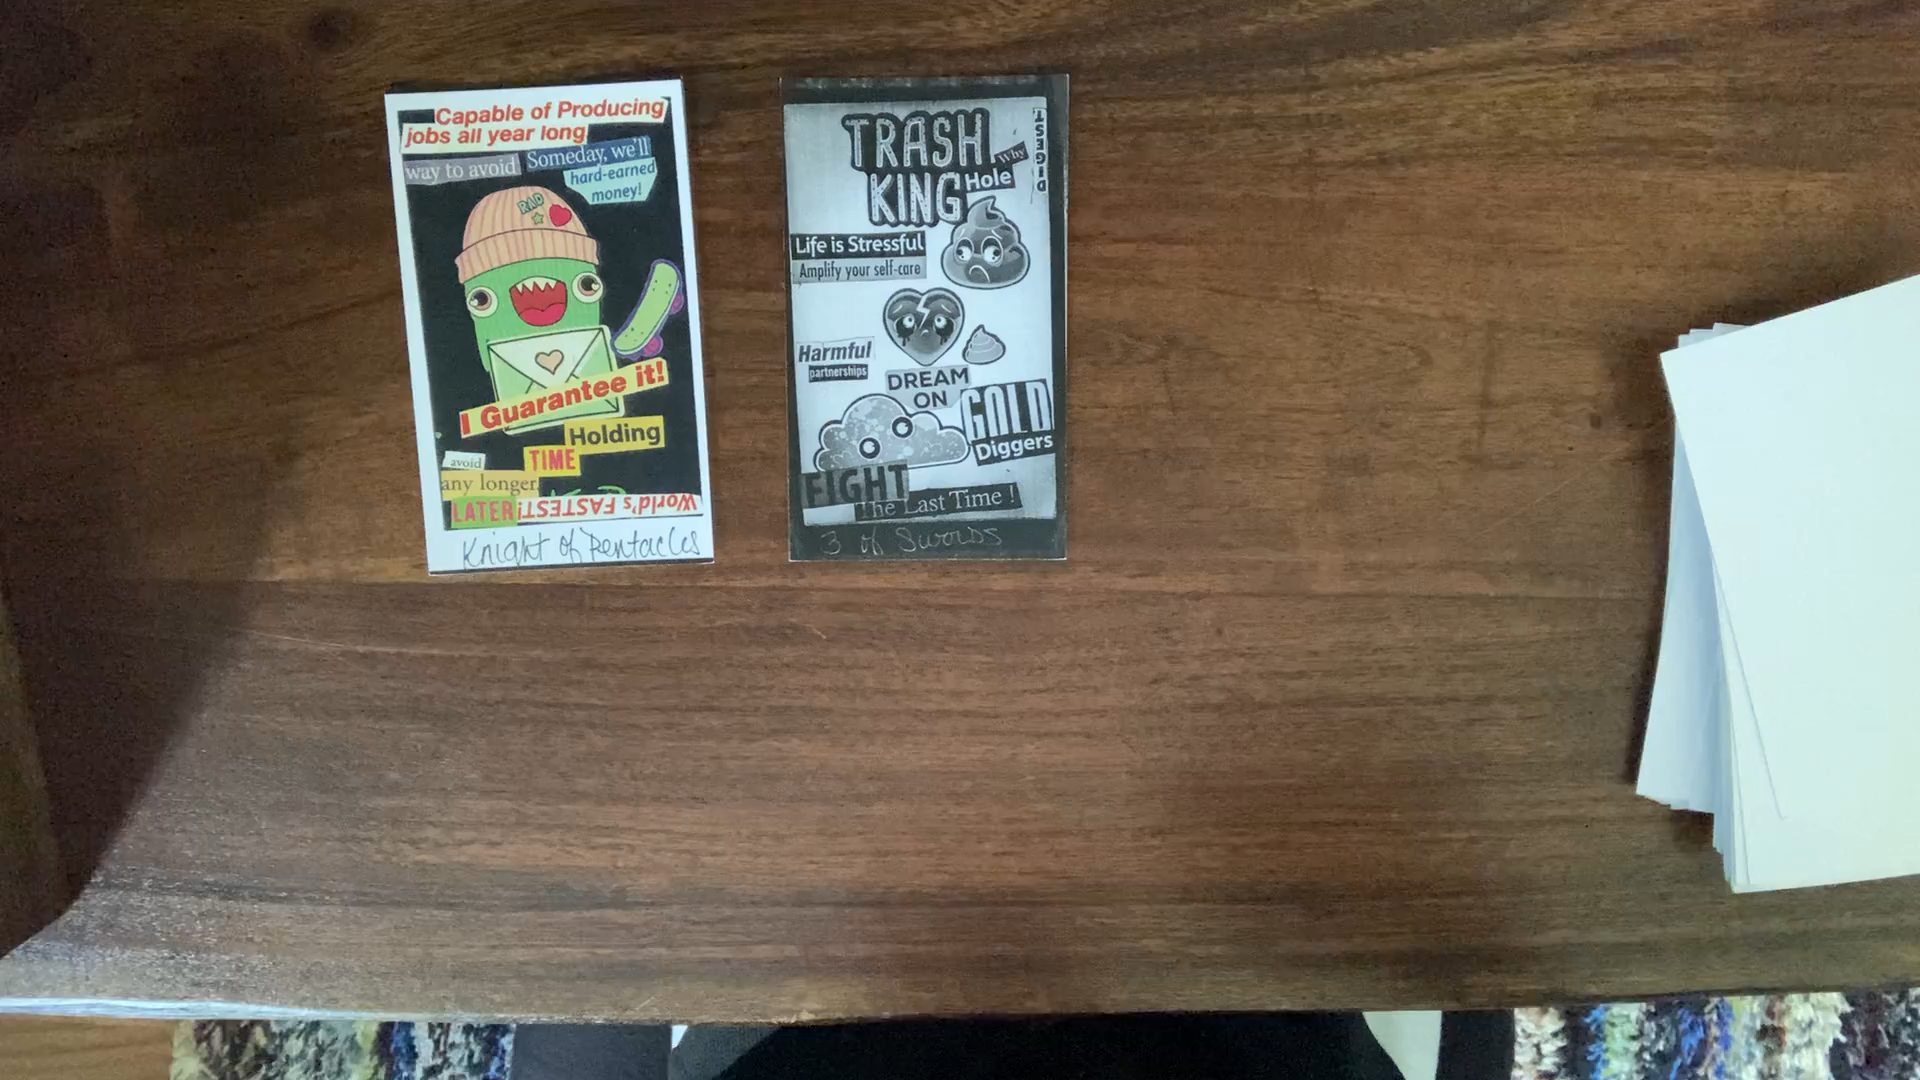 Capable of Producing
jobs all year long
way to avoid Someday, we'll
hard-earned
money!
RAD
I Guarantee it!
Holding
TIME
avoid
any longer.
LATER! World's FASTEST!
Knight of Pentacles
TRASH
KING
Why
Hole
DIGEST
Life is Stressful
Amplify your self-care
Harmful
partnerships
DREAM
ON
GOLD
Diggers
FIGHT
The Last Time !
3 of Swords